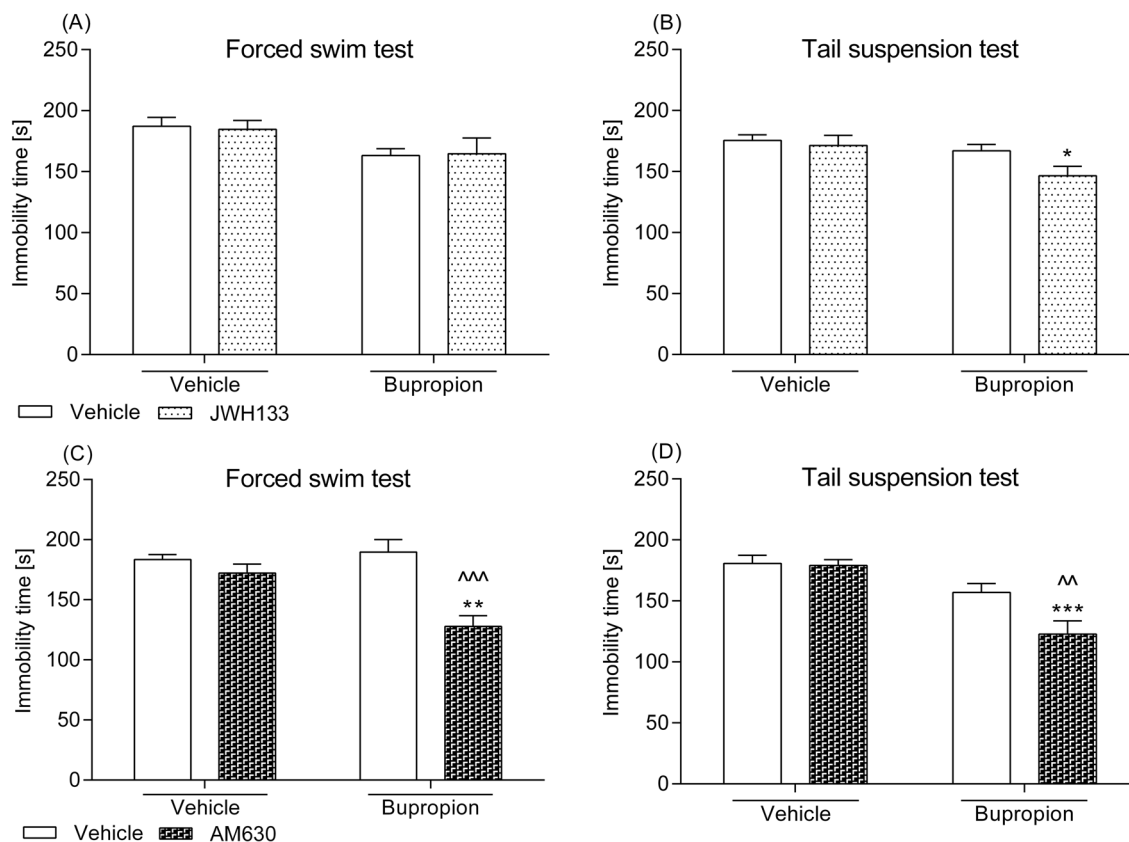 (A)
Forced swim test
Immobility time [s]
250
200
150
100
50
0
Vehicle
Bupropion
Vehicle JWH133
(B)
Tail suspension test
Immobility time [s]
250
200
150
100
50
0
*
Vehicle
Bupropion
(C)
Forced swim test
Immobility time [s]
250
200
150
100
50
0
^^^
**
Vehicle
Bupropion
Vehicle AM630
(D)
Tail suspension test
Immobility time [s]
250
200
150
100
50
0
^^
***
Vehicle
Bupropion